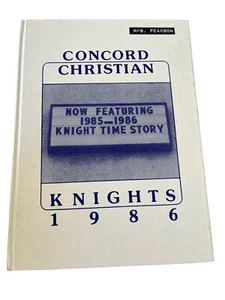 MRS. PEARSON
CONCORD
CHRISTIAN
NOW FEATURING
1985—1986
KNIGHT TIME STORY
KNIGHTS
1986